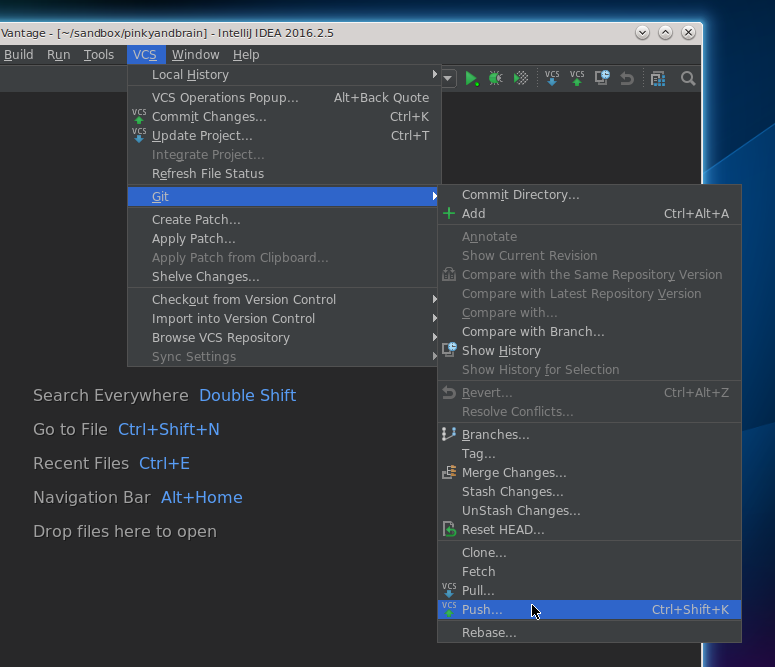 Vantage - [~/sandbox/pinkyandbrain] - IntelliJ IDEA 2016.2.5
Build Run Tools VCS Window Help
Local History
VCS Operations Popup... Alt+Back Quote
VCS Commit Changes... Ctrl+K
VCS Update Project... Ctrl+T
Integrate Project...
Refresh File Status
Git
Create Patch...
Apply Patch...
Apply Patch from Clipboard...
Shelve Changes...
Checkout from Version Control
Import into Version Control
Browse VCS Repository
Sync Settings
VCS VCS
Commit Directory...
Add Ctrl+Alt+A
Annotate
Show Current Revision
Compare with the Same Repository Version
Compare with Latest Repository Version
Compare with...
Compare with Branch...
Show History
Show History for Selection
Revert... Ctrl+Alt+Z
Resolve Conflicts...
Branches...
Tag...
Merge Changes...
Stash Changes...
UnStash Changes...
Reset HEAD...
Clone...
Fetch
VCS Pull...
VCS Push... Ctrl+Shift+K
Rebase...
Search Everywhere Double Shift
Go to File Ctrl+Shift+N
Recent Files Ctrl+E
Navigation Bar Alt+Home
Drop files here to open